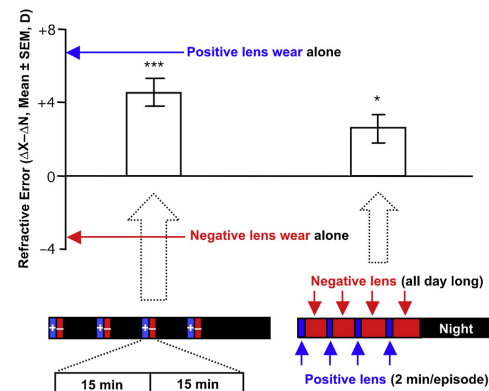 +8
Positive lens wear alone
***
*
+4
0
Negative lens wear alone
−4
Refractive Error (ΔX–ΔN, Mean ± SEM, D)
Negative lens (all day long)
+ − + − + − + −
Night
15 min 15 min
Positive lens (2 min/episode)